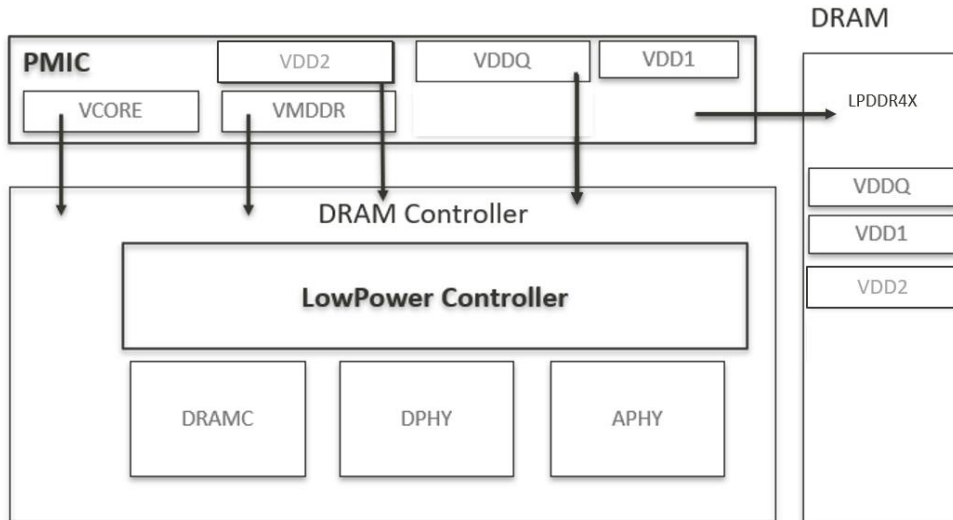 DRAM
PMIC
VDD2
VDDQ
VDD1
VCORE
VMDDR
LPDDR4X
VDDQ
VDD1
VDD2
DRAM Controller
LowPower Controller
DRAMC
DPHY
APHY